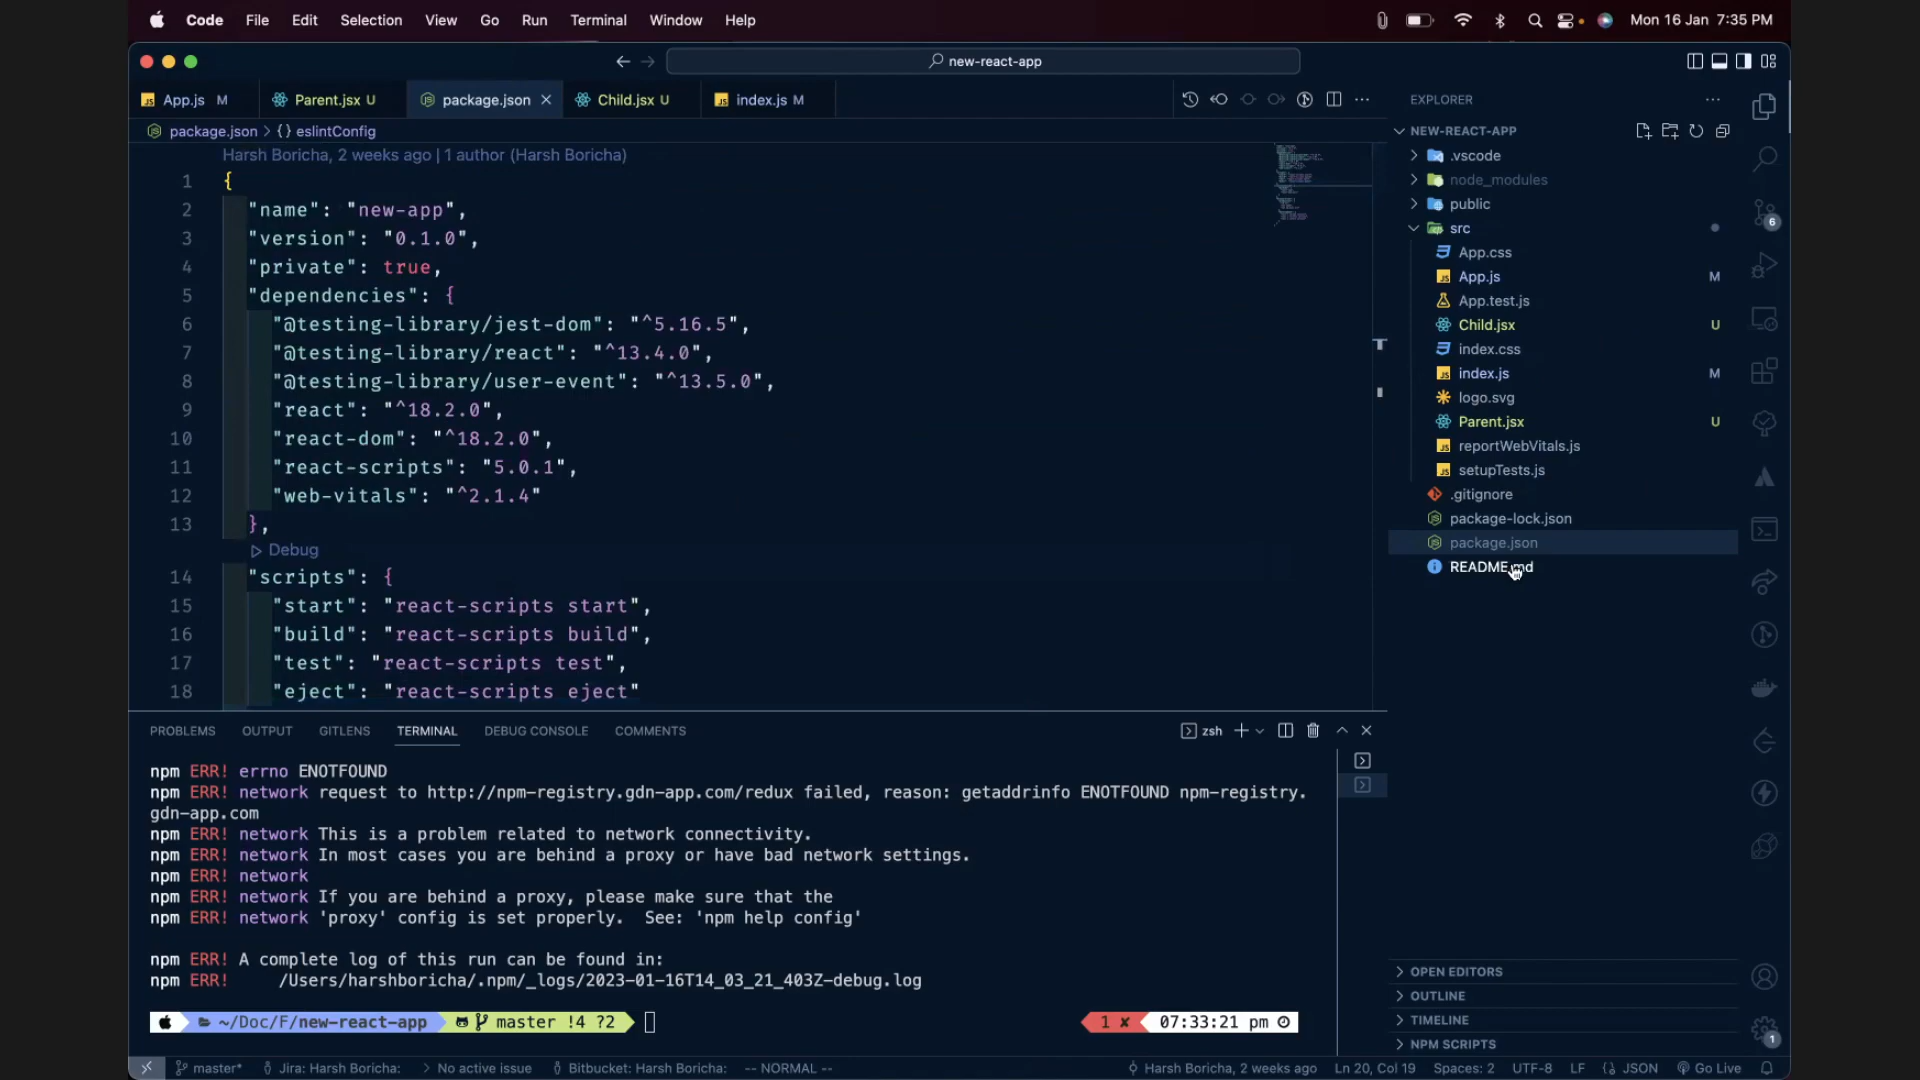 Code File Edit Selection View Go Run Terminal Window Help Mon 16 Jan 7:35 PM
new-react-app
App.js M Parent.jsx U package.json Child.jsx U index.js M
package.json > {} eslintConfig
Harsh Boricha, 2 weeks ago | 1 author (Harsh Boricha)
1 {
2 "name": "new-app",
3 "version": "0.1.0",
4 "private": true,
5 "dependencies": {
6 "@testing-library/jest-dom": "^5.16.5",
7 "@testing-library/react": "^13.4.0",
8 "@testing-library/user-event": "^13.5.0",
9 "react": "^18.2.0",
10 "react-dom": "^18.2.0",
11 "react-scripts": "5.0.1",
12 "web-vitals": "^2.1.4"
13 },
Debug
14 "scripts": {
15 "start": "react-scripts start",
16 "build": "react-scripts build",
17 "test": "react-scripts test",
18 "eject": "react-scripts eject"
PROBLEMS OUTPUT GITLENS TERMINAL DEBUG CONSOLE COMMENTS zsh
npm ERR! errno ENOTFOUND
npm ERR! network request to http://npm-registry.gdn-app.com/redux failed, reason: getaddrinfo ENOTFOUND npm-registry.
gdn-app.com
npm ERR! network This is a problem related to network connectivity.
npm ERR! network In most cases you are behind a proxy or have bad network settings.
npm ERR! network
npm ERR! network If you are behind a proxy, please make sure that the
npm ERR! network 'proxy' config is set properly.  See: 'npm help config'
npm ERR! A complete log of this run can be found in:
npm ERR!     /Users/harshboricha/.npm/_logs/2023-01-16T14_03_21_403Z-debug.log
~/Doc/F/new-react-app master !4 ?2 1 ✘ 07:33:21 pm
EXPLORER
NEW-REACT-APP
.vscode
node_modules
public
src
App.css
App.js M
App.test.js
Child.jsx U
index.css
index.js M
logo.svg
Parent.jsx U
reportWebVitals.js
setupTests.js
.gitignore
package-lock.json
package.json
README.md
OPEN EDITORS
OUTLINE
TIMELINE
NPM SCRIPTS
6
1
master* Jira: Harsh Boricha: No active issue Bitbucket: Harsh Boricha: -- NORMAL -- Harsh Boricha, 2 weeks ago Ln 20, Col 19 Spaces: 2 UTF-8 LF {} JSON Go Live